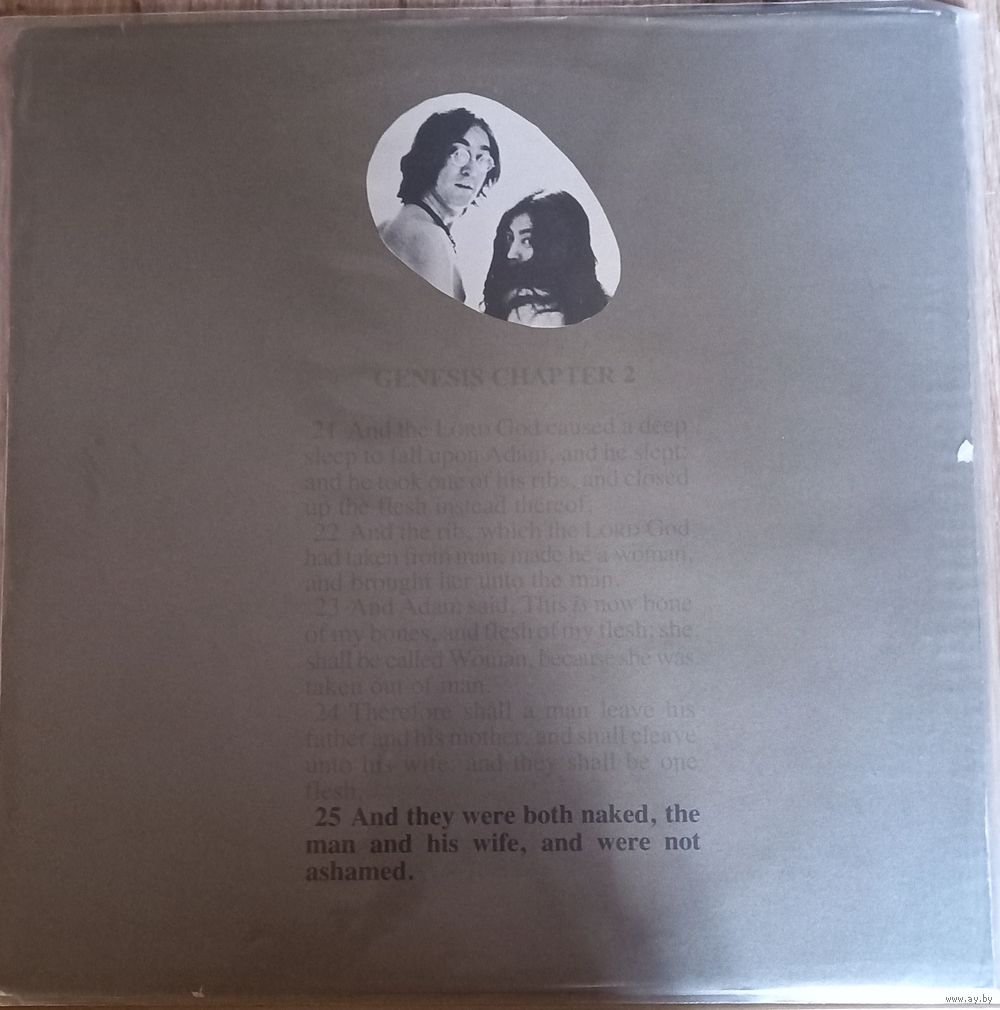 GENESIS CHAPTER 2
21 And the LORD God caused a deep
sleep to fall upon Adam, and he slept:
and he took one of his ribs, and closed
up the flesh instead thereof;
22 And the rib, which the LORD God
had taken from man, made he a woman,
and brought her unto the man.
23 And Adam said, This is now bone
of my bones, and flesh of my flesh: she
shall be called Woman, because she was
taken out of man.
24 Therefore shall a man leave his
father and his mother, and shall cleave
unto his wife: and they shall be one
flesh.
25 And they were both naked, the
man and his wife, and were not
ashamed.
www.ay.by